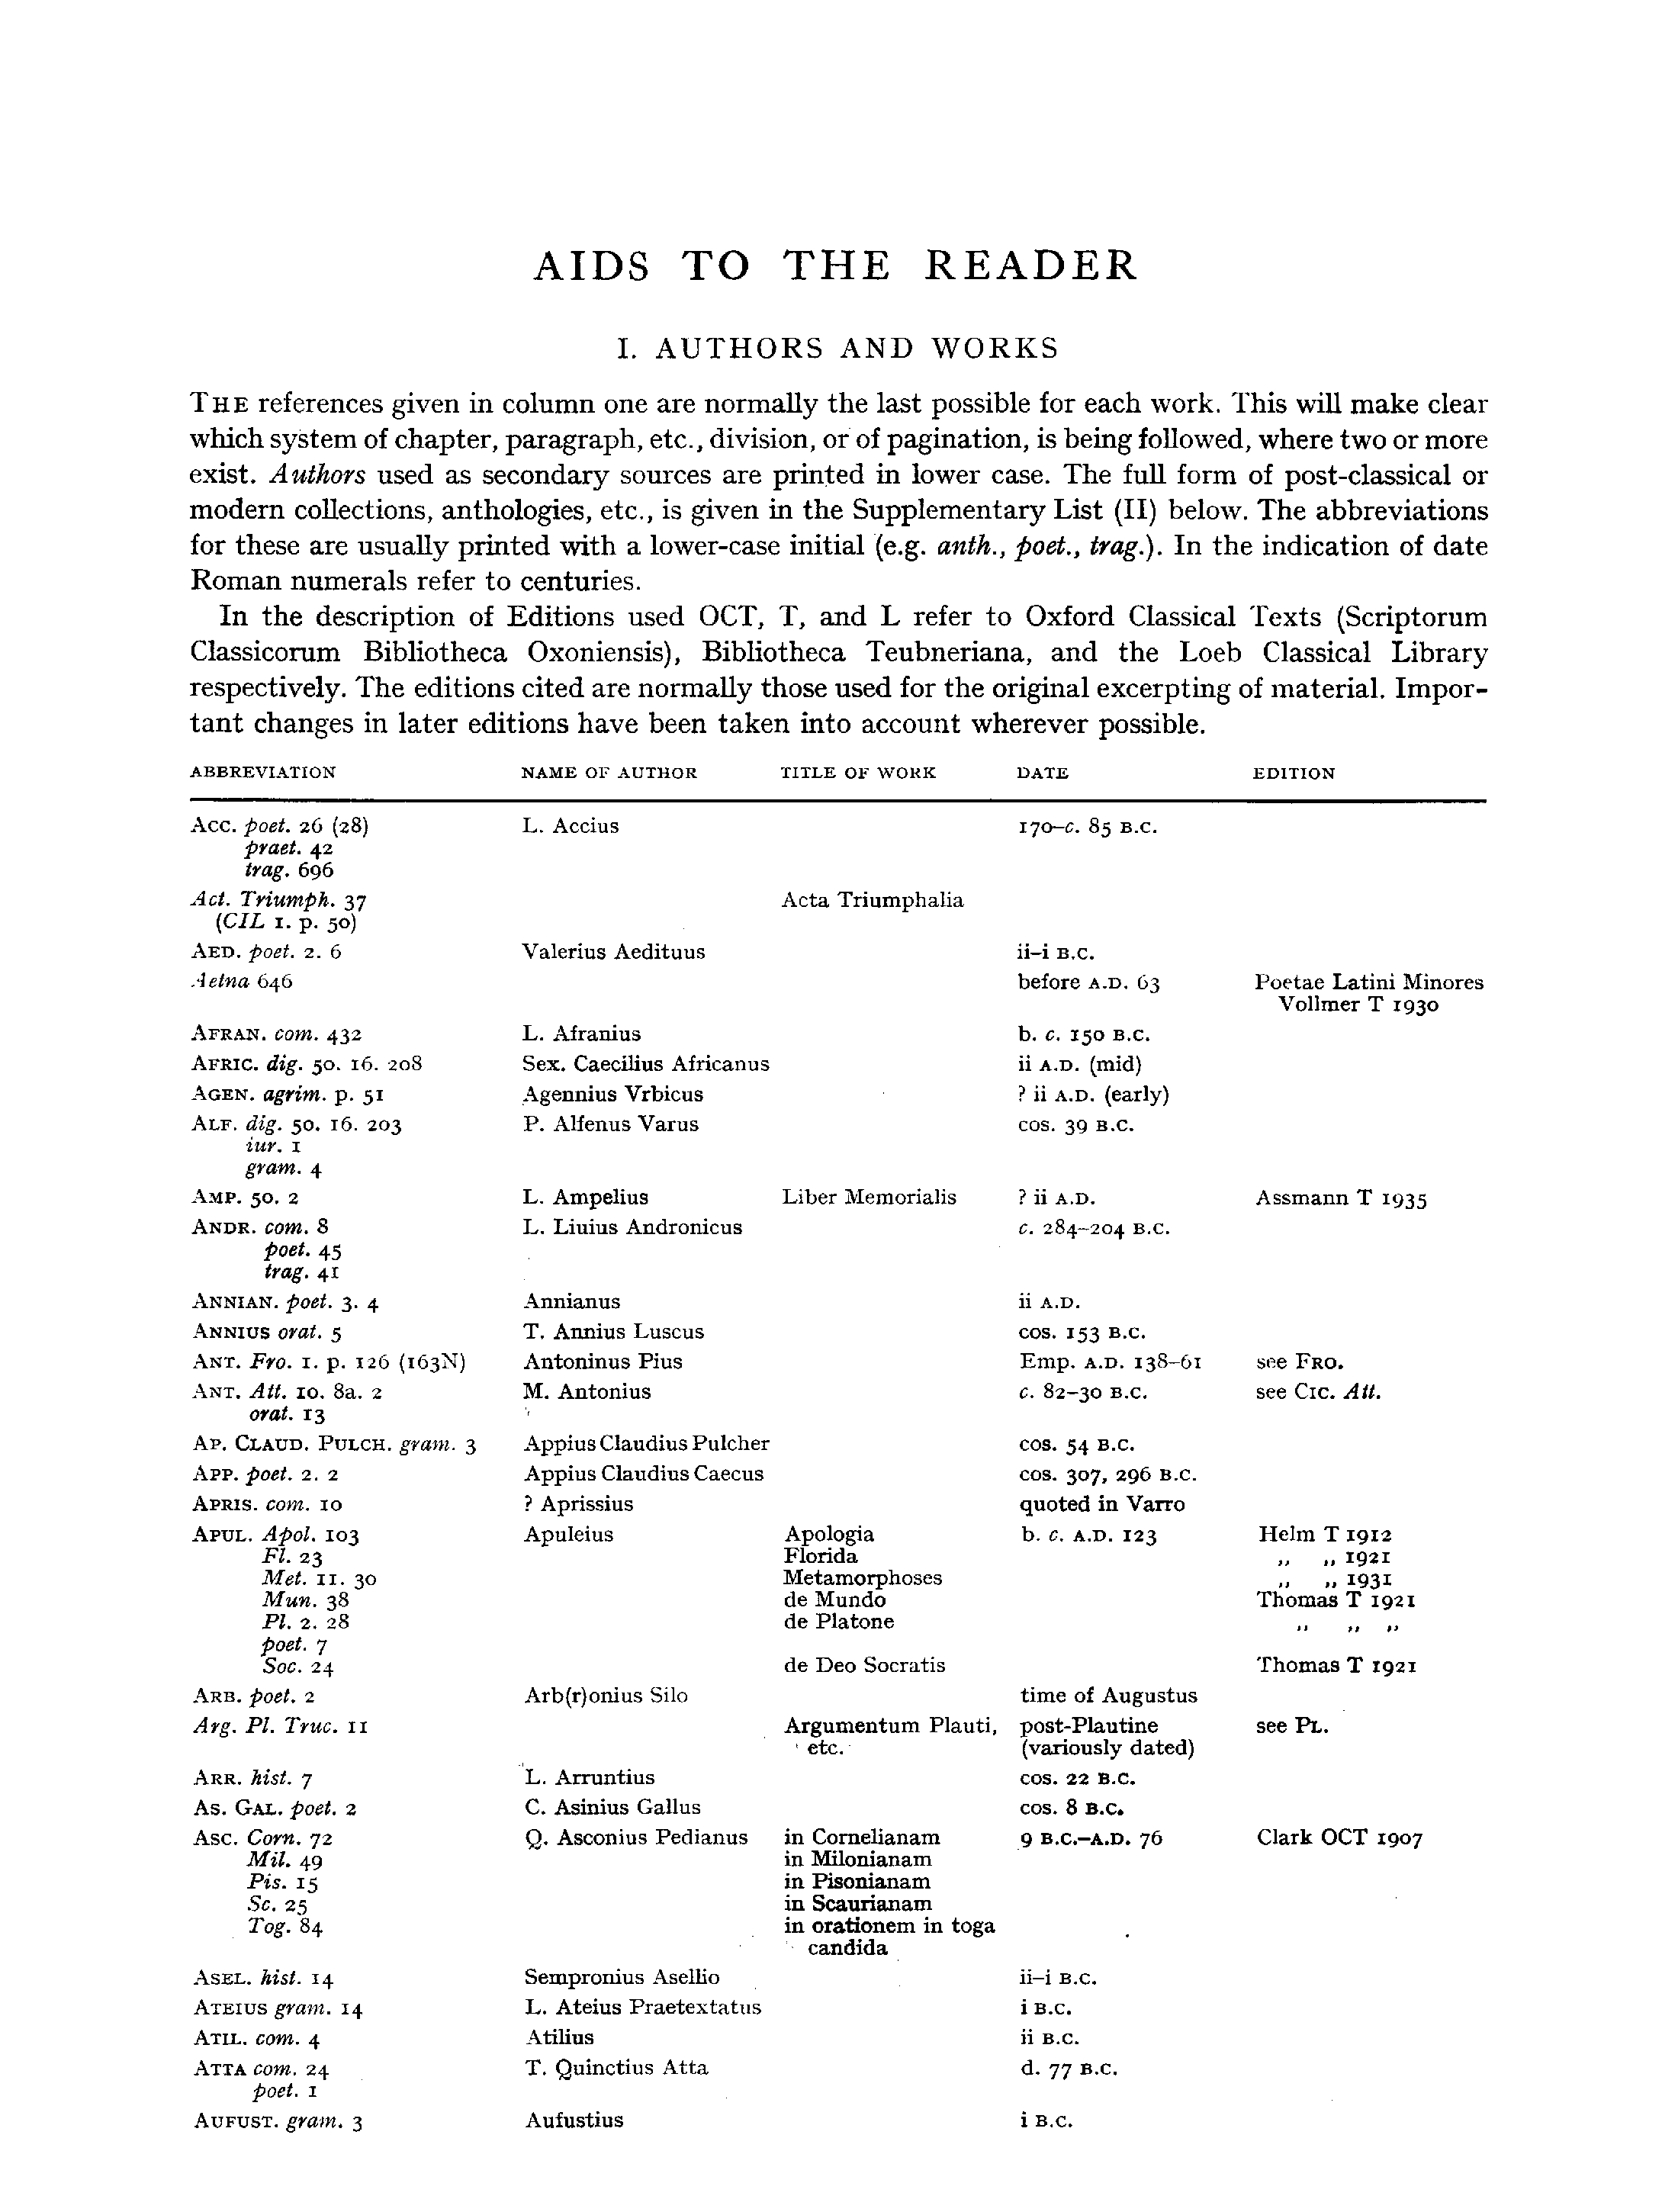 AIDS TO THE READER
I. AUTHORS AND WORKS
THE references given in column one are normally the last possible for each work. This will make clear
which system of chapter, paragraph, etc., division, or of pagination, is being followed, where two or more
exist. Authors used as secondary sources are printed in lower case. The full form of post-classical or
modern collections, anthologies, etc., is given in the Supplementary List (II) below. The abbreviations
for these are usually printed with a lower-case initial (e.g. anth., poet., trag.). In the indication of date
Roman numerals refer to centuries.
In the description of Editions used OCT, T, and L refer to Oxford Classical Texts (Scriptorum
Classicorum Bibliotheca Oxoniensis), Bibliotheca Teubneriana, and the Loeb Classical Library
respectively. The editions cited are normally those used for the original excerpting of material. Impor-
tant changes in later editions have been taken into account wherever possible.
ABBREVIATION NAME OF AUTHOR TITLE OF WORK DATE EDITION
ACC. poet. 26 (28) L. Accius 170–c. 85 B.C.
praet. 42
trag. 696
Act. Triumph. 37 Acta Triumphalia
(CIL I. p. 50)
AED. poet. 2. 6 Valerius Aedituus ii–i B.C.
Aetna 646 before A.D. 63 Poetae Latini Minores
Vollmer T 1930
AFRAN. com. 432 L. Afranius b. c. 150 B.C.
AFRIC. dig. 50. 16. 208 Sex. Caecilius Africanus ii A.D. (mid)
AGEN. agrim. p. 51 Agennius Vrbicus ? ii A.D. (early)
ALF. dig. 50. 16. 203 P. Alfenus Varus cos. 39 B.C.
iur. 1
gram. 4
AMP. 50. 2 L. Ampelius Liber Memorialis ? ii A.D. Assmann T 1935
ANDR. com. 8 L. Liuius Andronicus c. 284–204 B.C.
poet. 45
trag. 41
ANNIAN. poet. 3. 4 Annianus ii A.D.
ANNIUS orat. 5 T. Annius Luscus cos. 153 B.C.
ANT. Fro. I. p. 126 (163N) Antoninus Pius Emp. A.D. 138–61 see FRO.
ANT. Att. 10. 8a. 2 M. Antonius c. 82–30 B.C. see CIC. Att.
orat. 13
AP. CLAUD. PULCH. gram. 3 Appius Claudius Pulcher cos. 54 B.C.
APP. poet. 2. 2 Appius Claudius Caecus cos. 307, 296 B.C.
APRIS. com. 10 ? Aprissius quoted in Varro
APUL. Apol. 103 Apuleius Apologia b. c. A.D. 123 Helm T 1912
Fl. 23 Florida „ „ 1921
Met. 11. 30 Metamorphoses „ „ 1931
Mun. 38 de Mundo Thomas T 1921
Pl. 2. 28 de Platone „ „ „
poet. 7
Soc. 24 de Deo Socratis Thomas T 1921
ARB. poet. 2 Arb(r)onius Silo time of Augustus
Arg. Pl. Truc. 11 Argumentum Plauti, post-Plautine see PL.
etc. (variously dated)
ARR. hist. 7 L. Arruntius cos. 22 B.C.
AS. GAL. poet. 2 C. Asinius Gallus cos. 8 B.C.
ASC. Corn. 72 Q. Asconius Pedianus in Cornelianam 9 B.C.–A.D. 76 Clark OCT 1907
Mil. 49 in Milonianam
Pis. 15 in Pisonianam
Sc. 25 in Scaurianam
Tog. 84 in orationem in toga
candida
ASEL. hist. 14 Sempronius Asellio ii–i B.C.
ATEIUS gram. 14 L. Ateius Praetextatus i B.C.
ATIL. com. 4 Atilius ii B.C.
ATTA com. 24 T. Quinctius Atta d. 77 B.C.
poet. 1
AUFUST. gram. 3 Aufustius i B.C.